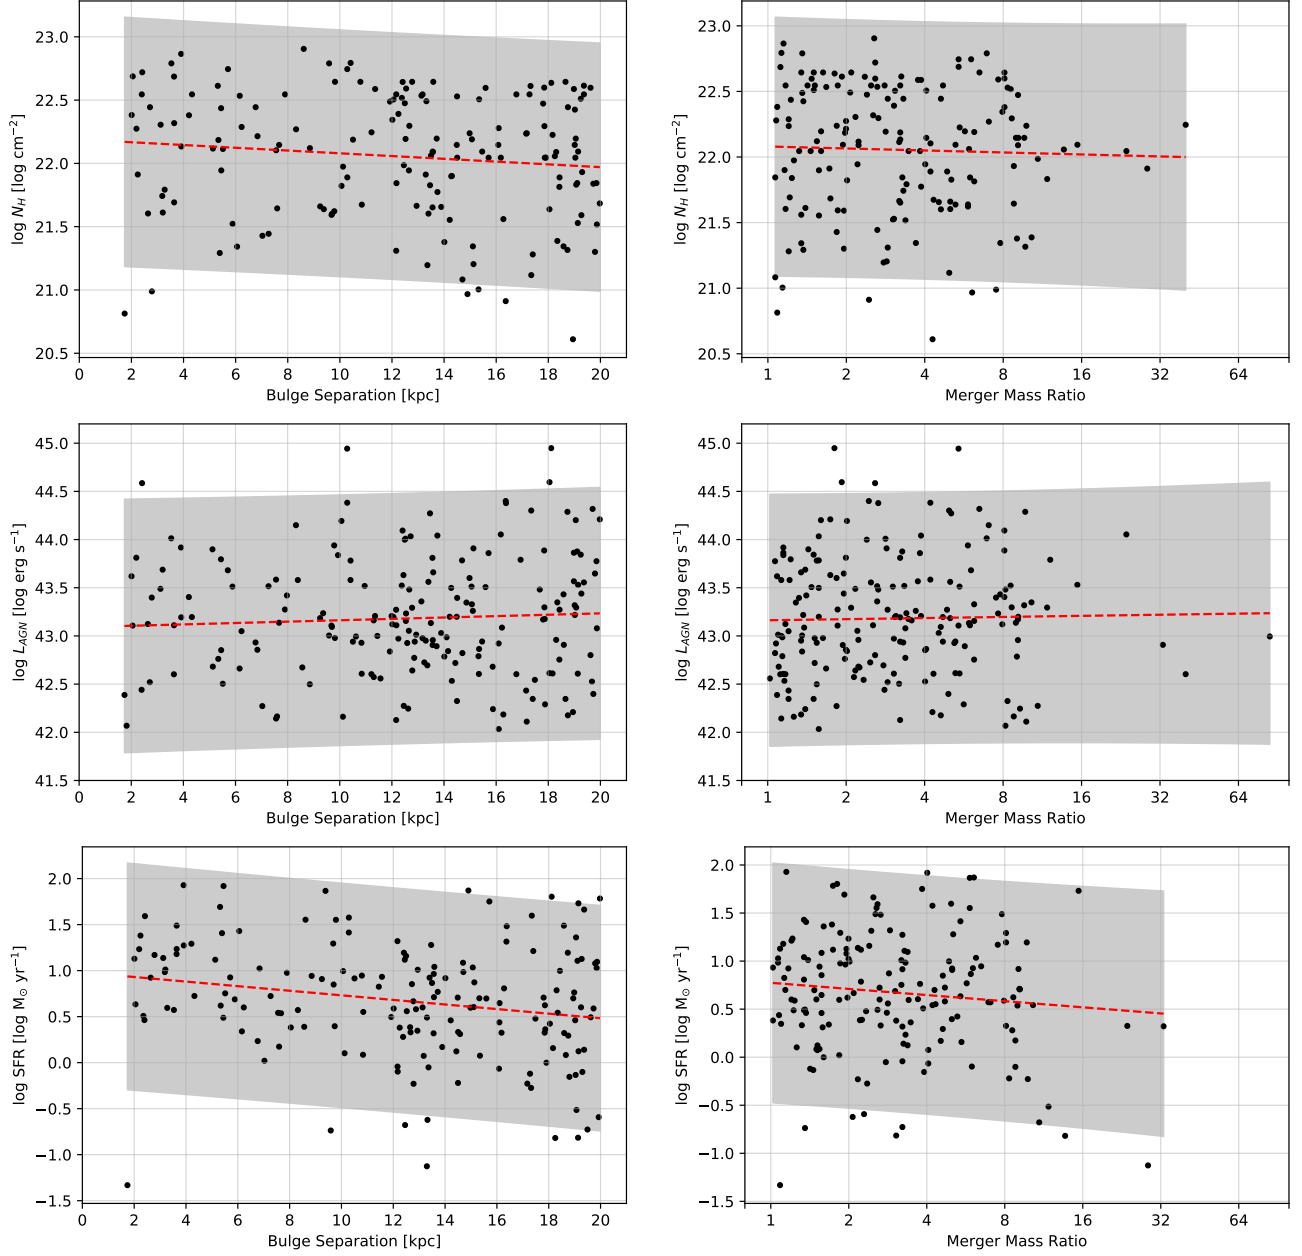 log N_H [log cm⁻²]
23.0
22.5
22.0
21.5
21.0
20.5
0 2 4 6 8 10 12 14 16 18 20
Bulge Separation [kpc]
log N_H [log cm⁻²]
23.0
22.5
22.0
21.5
21.0
20.5
1 2 4 8 16 32 64
Merger Mass Ratio
log L_AGN [log erg s⁻¹]
45.0
44.5
44.0
43.5
43.0
42.5
42.0
41.5
0 2 4 6 8 10 12 14 16 18 20
Bulge Separation [kpc]
log L_AGN [log erg s⁻¹]
45.0
44.5
44.0
43.5
43.0
42.5
42.0
41.5
1 2 4 8 16 32 64
Merger Mass Ratio
log SFR [log M⊙ yr⁻¹]
2.0
1.5
1.0
0.5
0.0
−0.5
−1.0
−1.5
0 2 4 6 8 10 12 14 16 18 20
Bulge Separation [kpc]
log SFR [log M⊙ yr⁻¹]
2.0
1.5
1.0
0.5
0.0
−0.5
−1.0
−1.5
1 2 4 8 16 32 64
Merger Mass Ratio